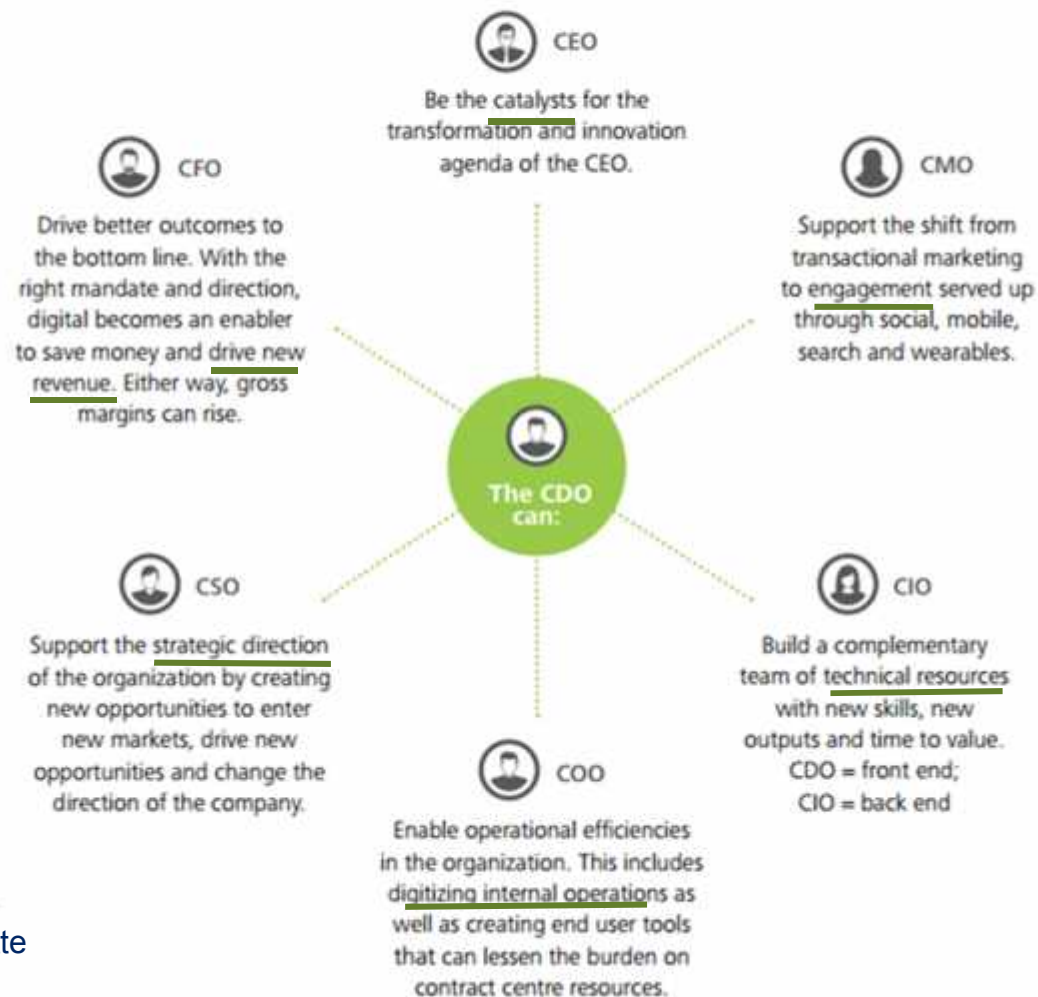 CEO
Be the catalysts for the
transformation and innovation
agenda of the CEO.
CFO
Drive better outcomes to
the bottom line. With the
right mandate and direction,
digital becomes an enabler
to save money and drive new
revenue. Either way, gross
margins can rise.
CMO
Support the shift from
transactional marketing
to engagement served up
through social, mobile,
search and wearables.
The CDO
can:
CSO
Support the strategic direction
of the organization by creating
new opportunities to enter
new markets, drive new
opportunities and change the
direction of the company.
CIO
Build a complementary
team of technical resources
with new skills, new
outputs and time to value.
CDO = front end;
CIO = back end
COO
Enable operational efficiencies
in the organization. This includes
digitizing internal operations as
well as creating end user tools
that can lessen the burden on
contract centre resources.
te